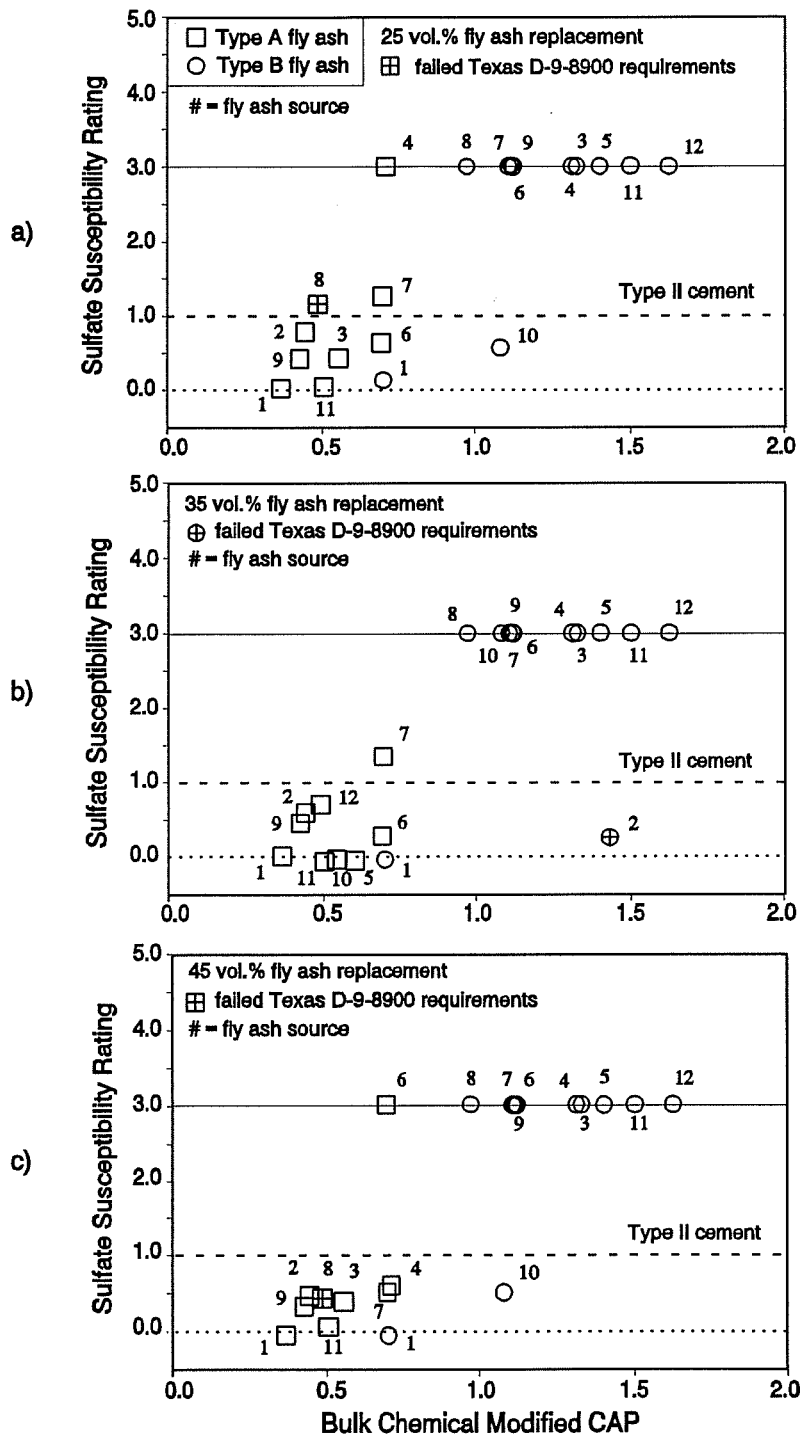 a)
Sulfate Susceptibility Rating
5.0
4.0
3.0
2.0
1.0
0.0
Type A fly ash
Type B fly ash
25 vol.% fly ash replacement
failed Texas D-9-8900 requirements
# = fly ash source
4 8 7 9 3 5 12
6 4 11
8 7
Type II cement
2 3 6 10
9 1
1 11
0.0 0.5 1.0 1.5 2.0
b)
Sulfate Susceptibility Rating
5.0
4.0
3.0
2.0
1.0
0.0
35 vol.% fly ash replacement
failed Texas D-9-8900 requirements
# = fly ash source
8 9 4 5 12
10 7 6 3 11
7
Type II cement
2 12
9 6 2
1 11 10 5 1
0.0 0.5 1.0 1.5 2.0
c)
Sulfate Susceptibility Rating
5.0
4.0
3.0
2.0
1.0
0.0
45 vol.% fly ash replacement
failed Texas D-9-8900 requirements
# = fly ash source
6 8 7 6 4 5 12
9 3 11
Type II cement
2 8 3 4 10
9 7
1 11 1
0.0 0.5 1.0 1.5 2.0
Bulk Chemical Modified CAP